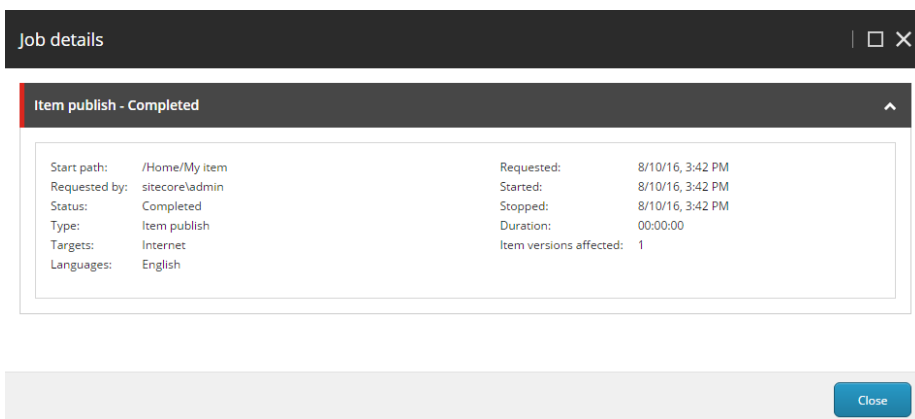 Job details
Item publish - Completed
Start path: /Home/My item
Requested by: sitecore\admin
Status: Completed
Type: Item publish
Targets: Internet
Languages: English
Requested: 8/10/16, 3:42 PM
Started: 8/10/16, 3:42 PM
Stopped: 8/10/16, 3:42 PM
Duration: 00:00:00
Item versions affected: 1
Close